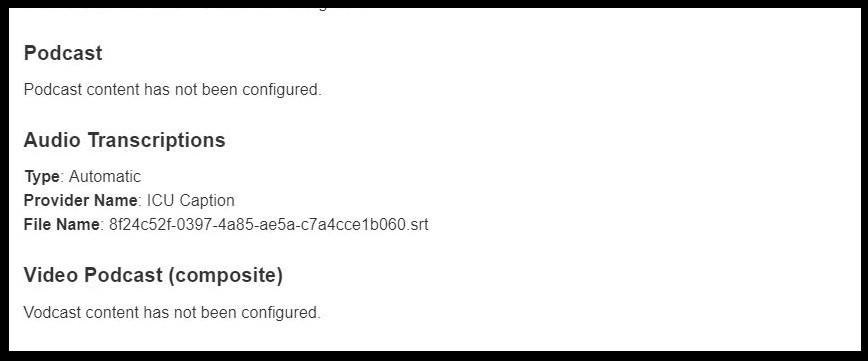 Podcast
Podcast content has not been configured.
Audio Transcriptions
Type: Automatic
Provider Name: ICU Caption
File Name: 8f24c52f-0397-4a85-ae5a-c7a4cce1b060.srt
Video Podcast (composite)
Vodcast content has not been configured.